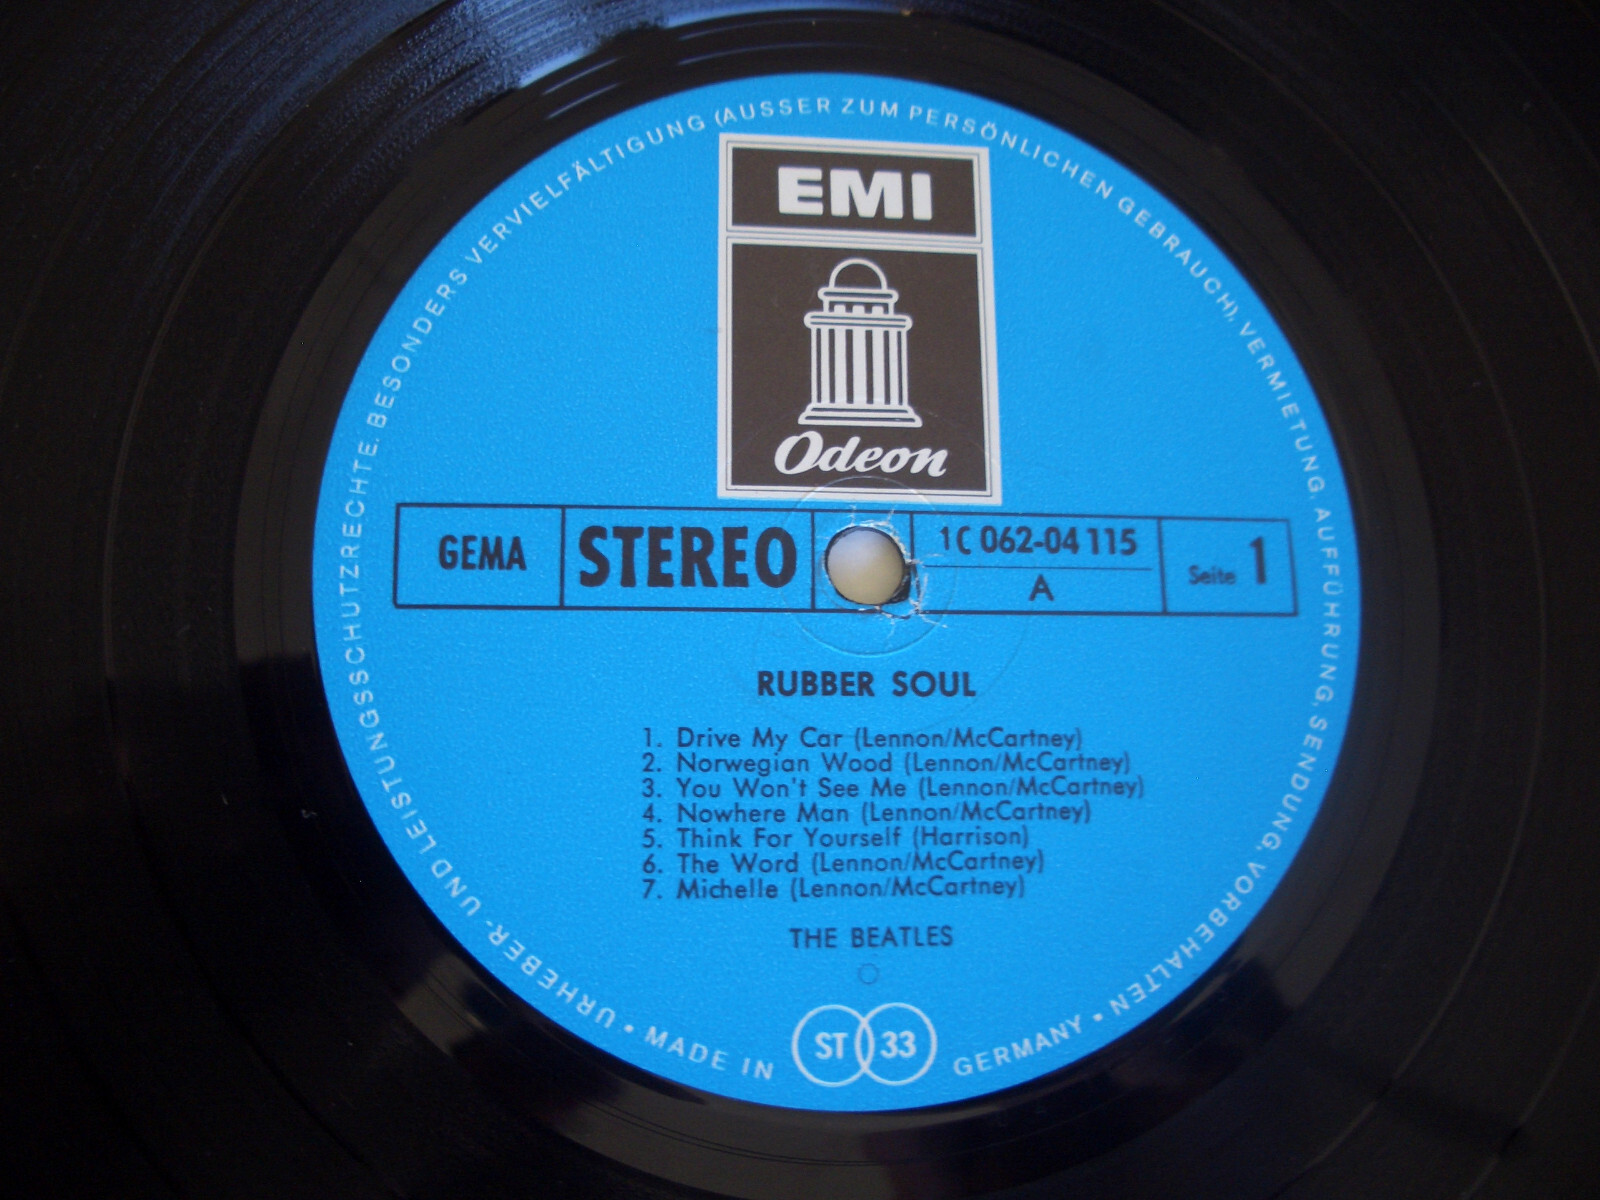 URHEBER- UND LEISTUNGSSCHUTZRECHTE, BESONDERS VERVIELFÄLTIGUNG (AUSSER ZUM PERSÖNLICHEN GEBRAUCH), VERMIETUNG, AUFFÜHRUNG, SENDUNG, VORBEHALTEN •
EMI
Odeon
GEMA
STEREO
1C 062-04 115
A
Seite 1
RUBBER SOUL
1. Drive My Car (Lennon/McCartney)
2. Norwegian Wood (Lennon/McCartney)
3. You Won't See Me (Lennon/McCartney)
4. Nowhere Man (Lennon/McCartney)
5. Think For Yourself (Harrison)
6. The Word (Lennon/McCartney)
7. Michelle (Lennon/McCartney)
THE BEATLES
• MADE IN ST 33 GERMANY